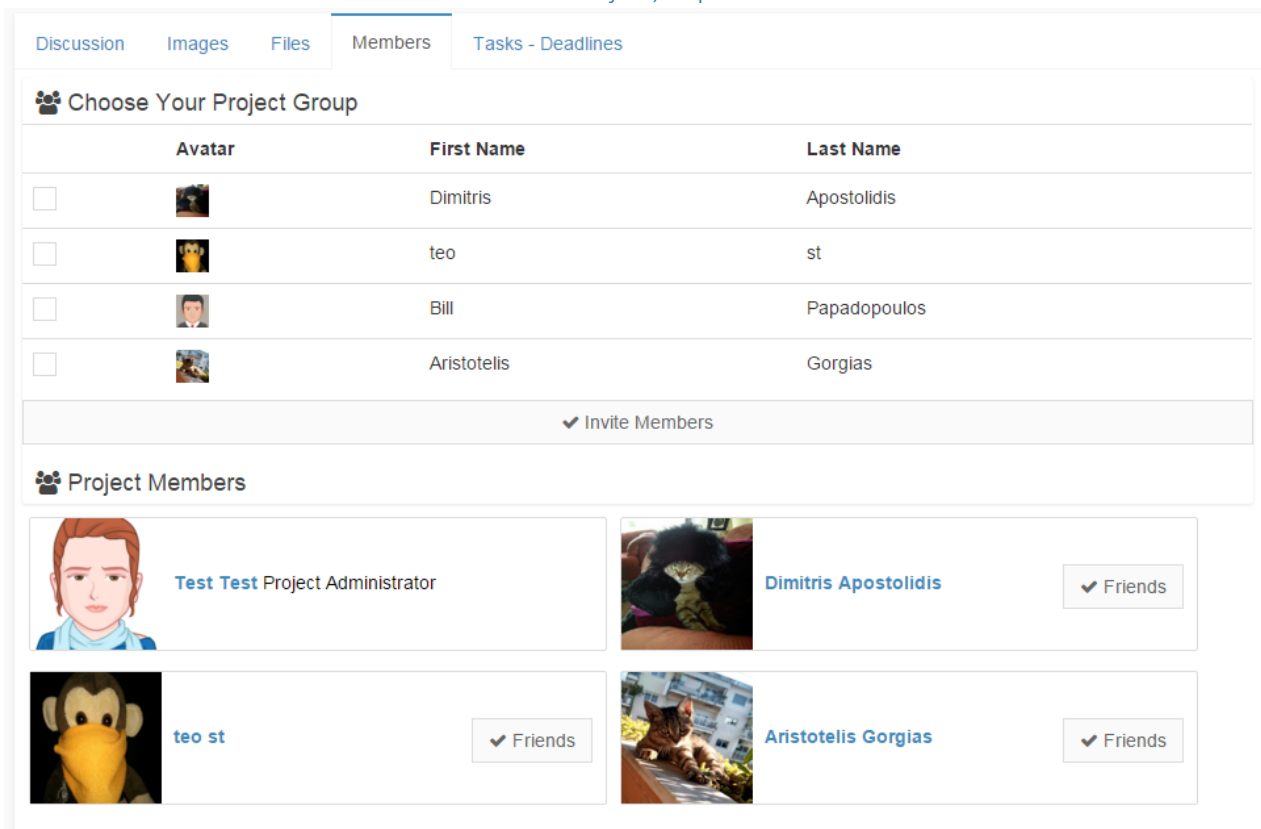 Discussion Images Files Members Tasks - Deadlines
Choose Your Project Group
Avatar First Name Last Name
Dimitris Apostolidis
teo st
Bill Papadopoulos
Aristotelis Gorgias
Invite Members
Project Members
Test Test Project Administrator
Dimitris Apostolidis Friends
teo st Friends
Aristotelis Gorgias Friends